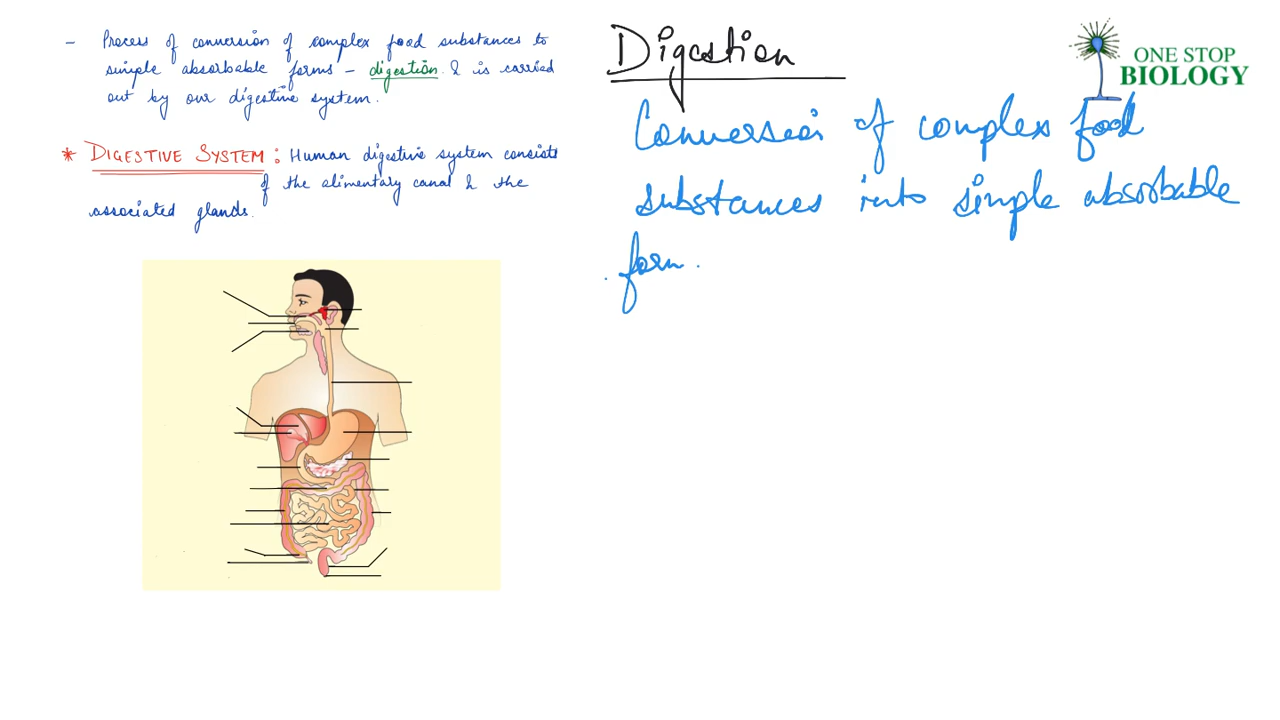 - Process of conversion of complex food substances to
simple absorbable forms - digestion. & is carried
out by our digestive system.
* DIGESTIVE SYSTEM : Human digestive system consists
of the alimentary canal & the
associated glands.
Digestion
Conversion of complex food
substances into simple absorbable
form.
ONE STOP
BIOLOGY